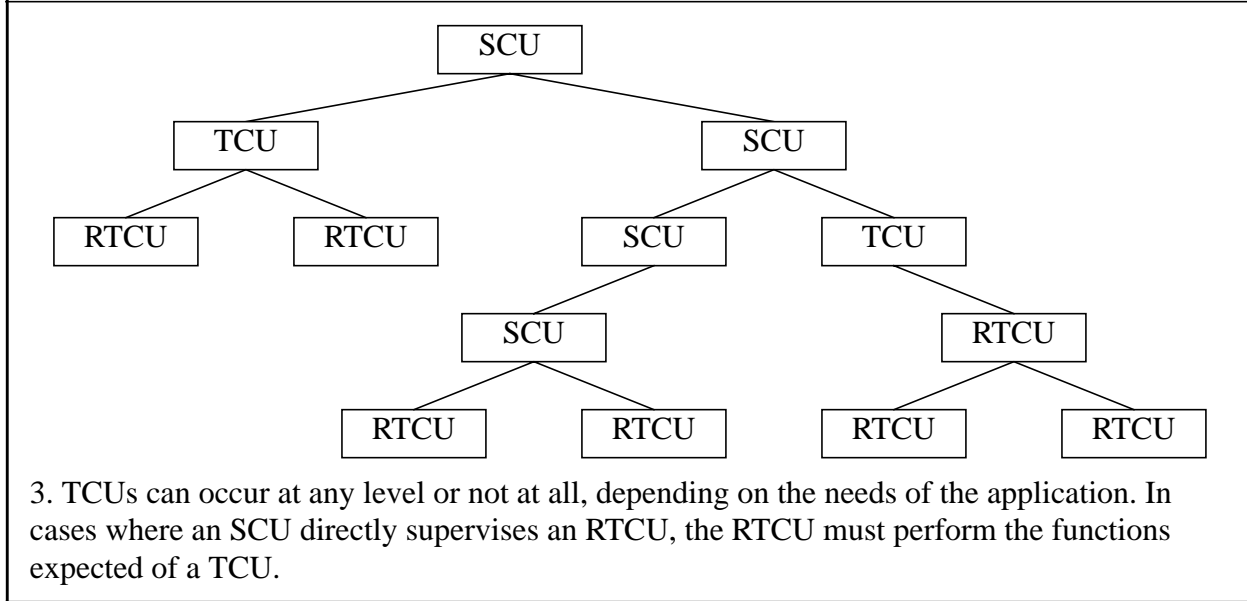 SCU
TCU SCU
RTCU RTCU SCU TCU
SCU RTCU
RTCU RTCU RTCU RTCU
3. TCUs can occur at any level or not at all, depending on the needs of the application. In
cases where an SCU directly supervises an RTCU, the RTCU must perform the functions
expected of a TCU.